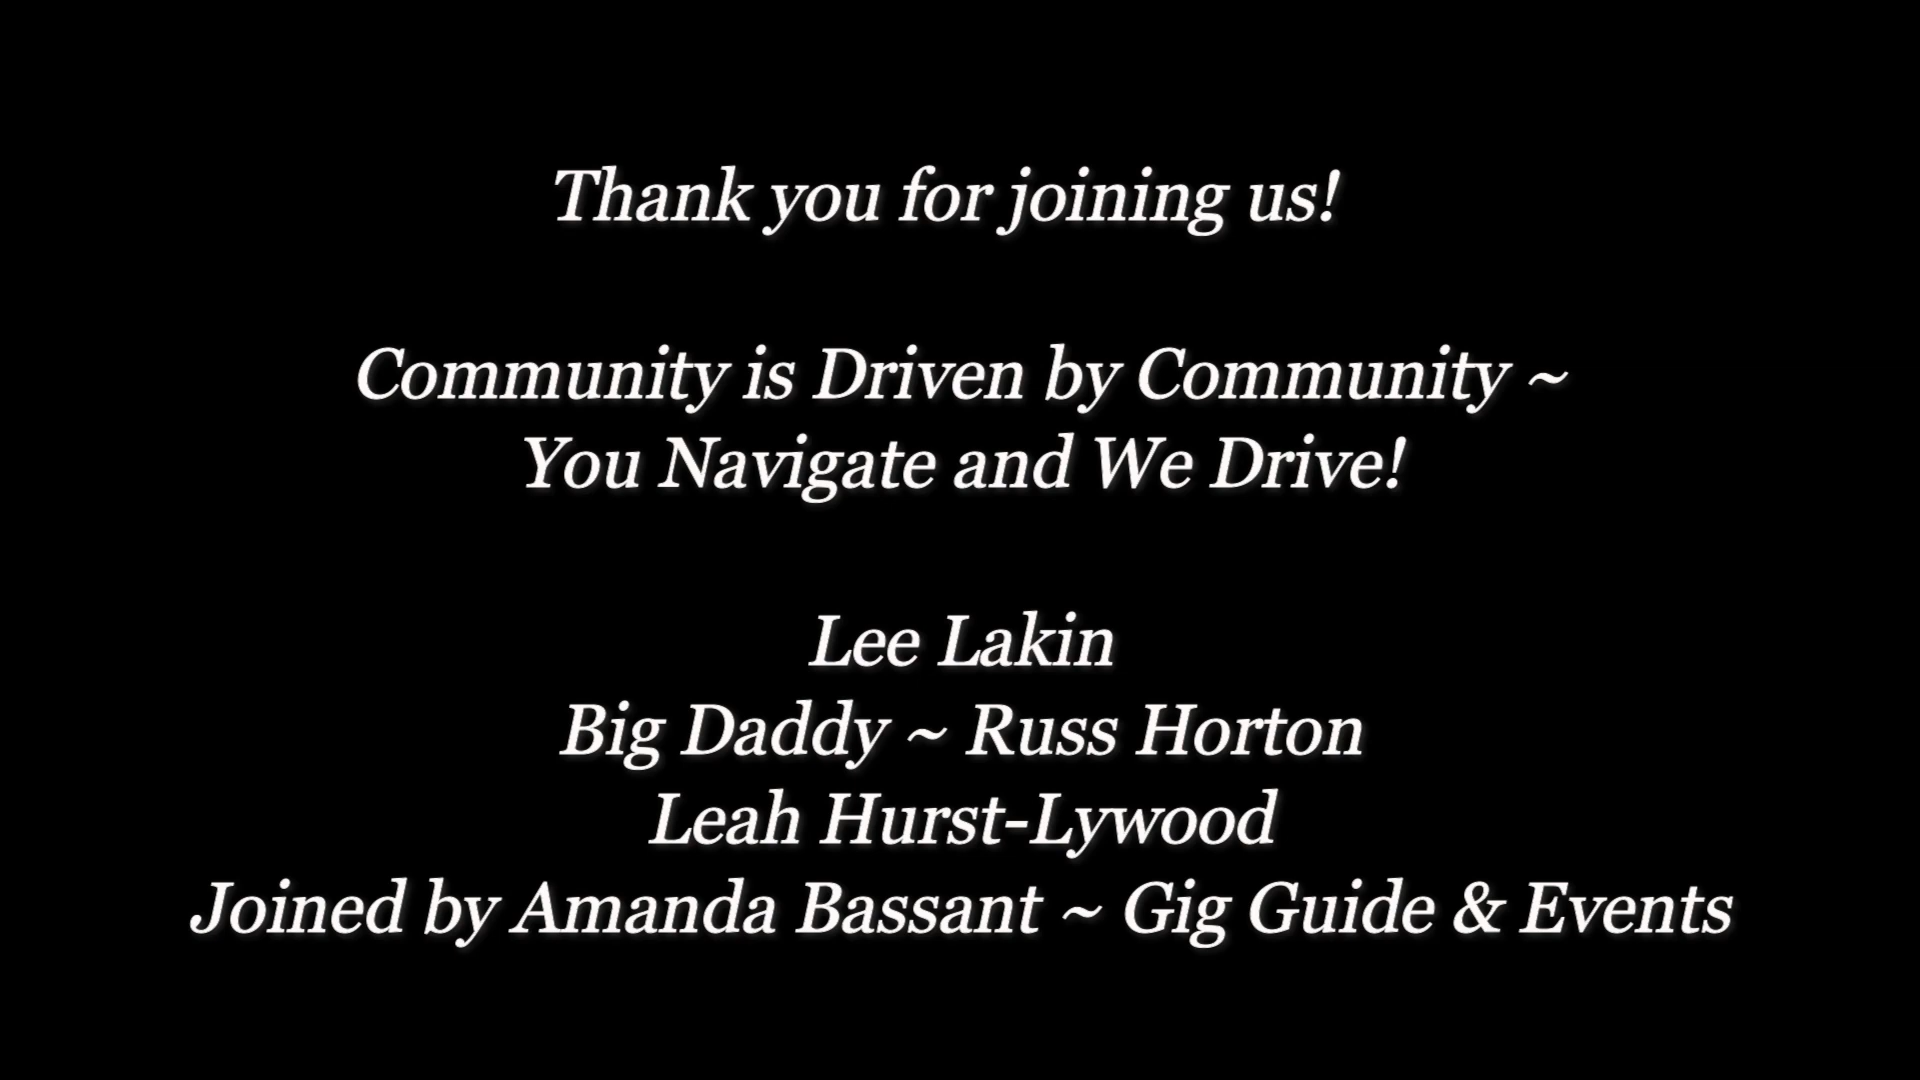 Thank you for joining us!
Community is Driven by Community ~
You Navigate and We Drive!
Lee Lakin
Big Daddy ~ Russ Horton
Leah Hurst-Lywood
Joined by Amanda Bassant ~ Gig Guide & Events